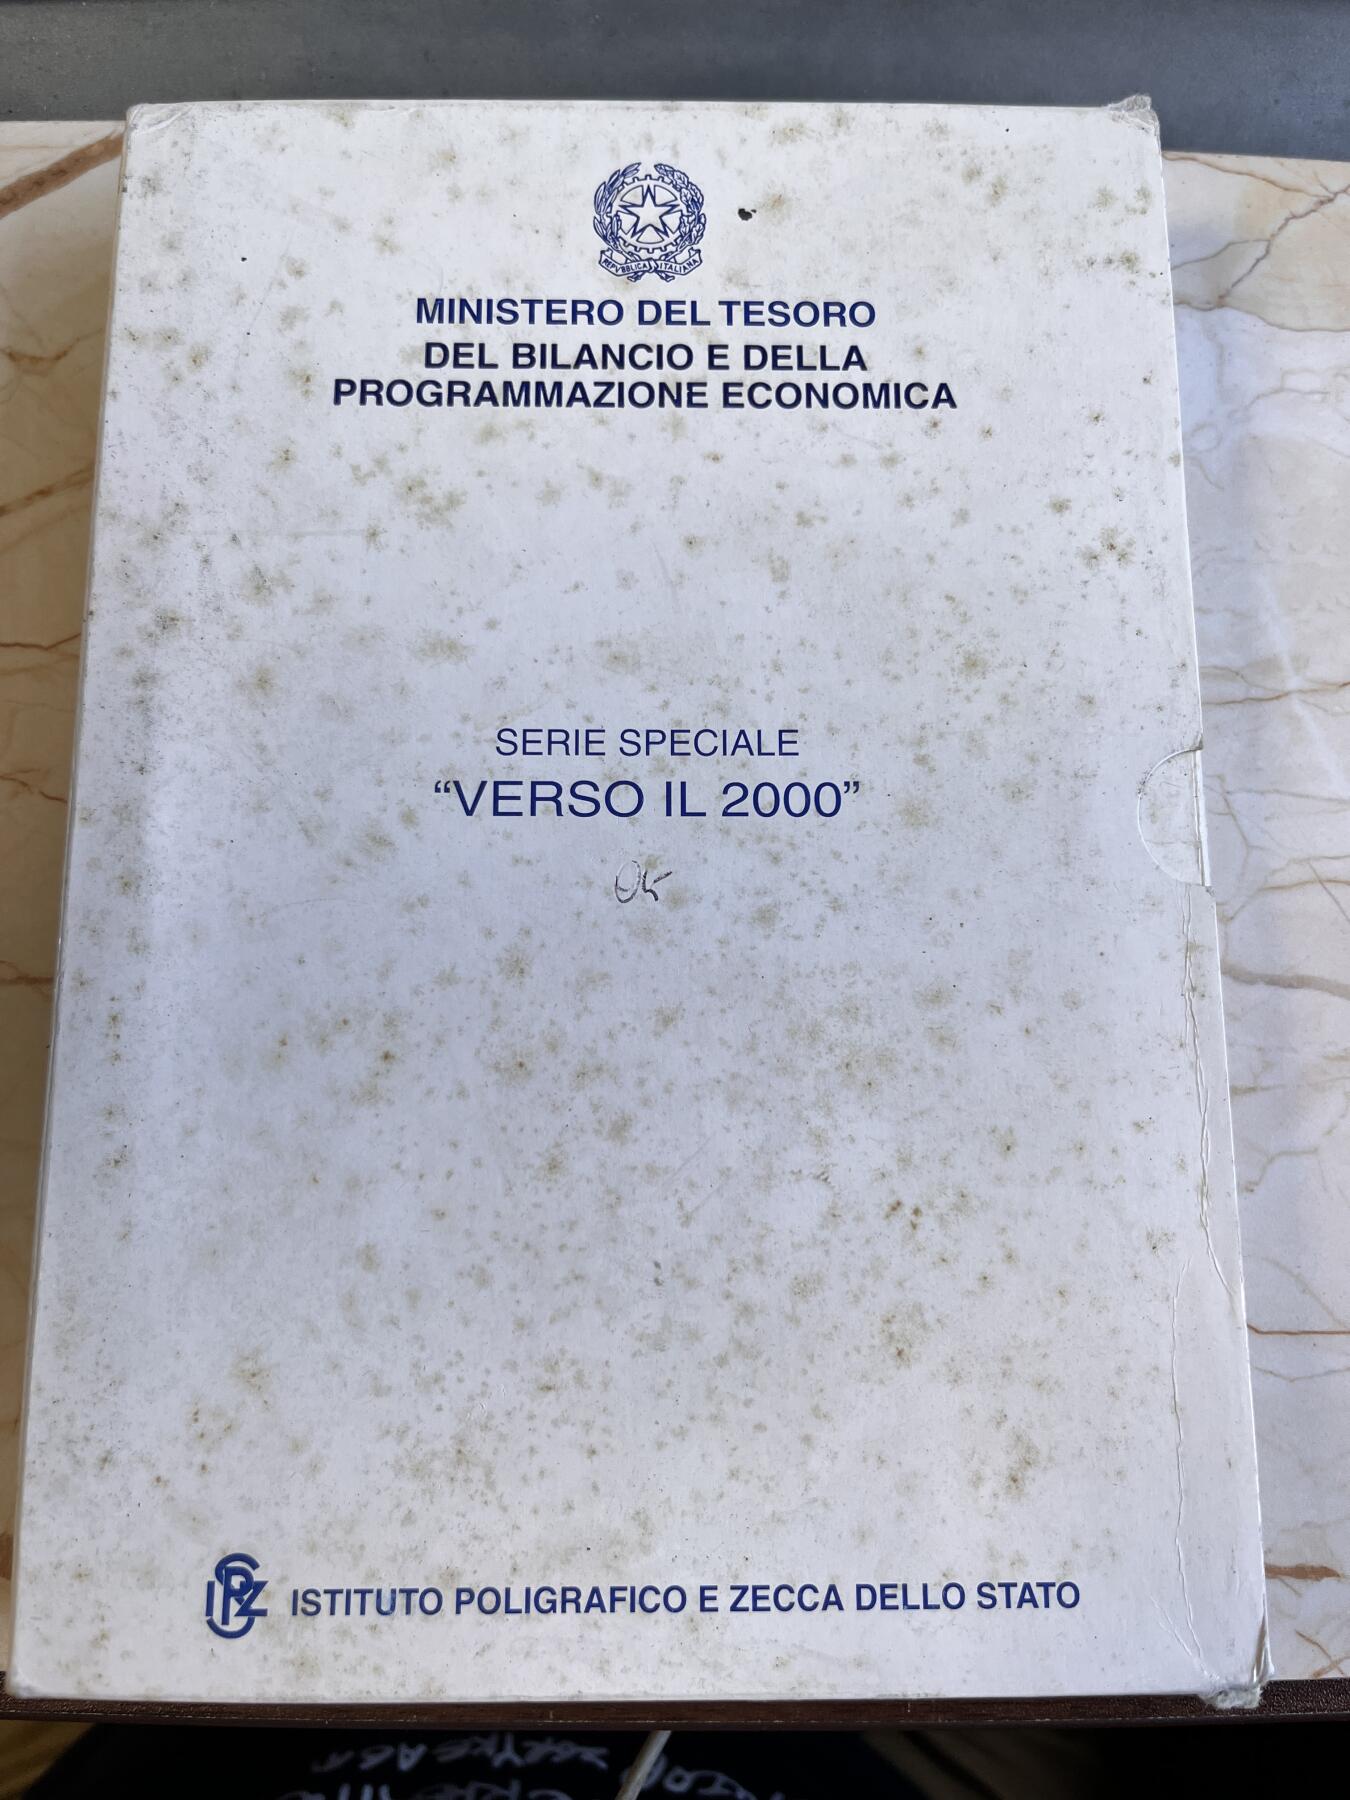 REPVBBLICA ITALIANA
MINISTERO DEL TESORO
DEL BILANCIO E DELLA
PROGRAMMAZIONE ECONOMICA
SERIE SPECIALE
“VERSO IL 2000”
IPZS ISTITUTO POLIGRAFICO E ZECCA DELLO STATO